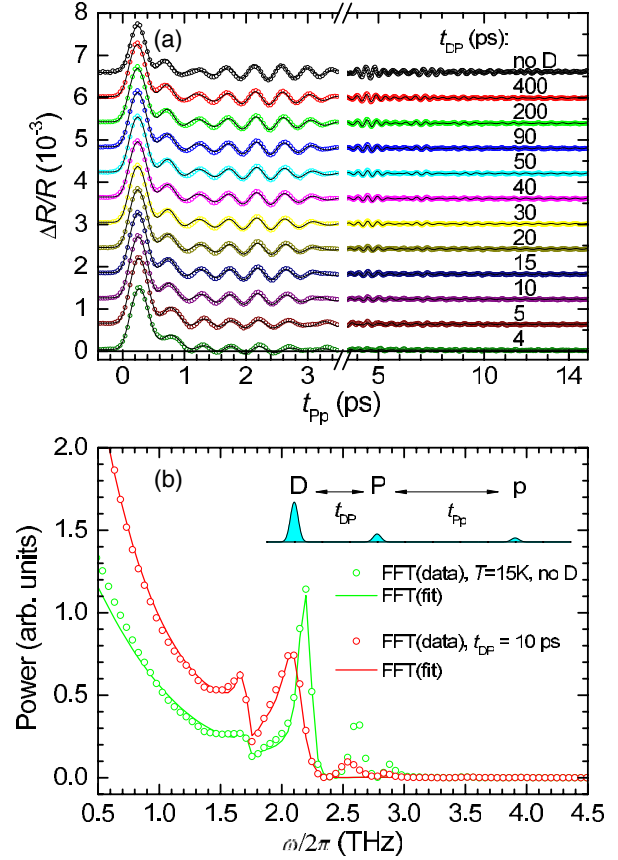 (a)
t_DP (ps):
no D
400
200
90
50
40
30
20
15
10
5
4
8
7
6
5
4
3
2
1
0
ΔR/R (10⁻³)
0 1 2 3 5 10 14
t_Pp (ps)
(b)
D P p
t_DP t_Pp
FFT(data), T=15K, no D
FFT(fit)
FFT(data), t_DP = 10 ps
FFT(fit)
2.0
1.5
1.0
0.5
0.0
Power (arb. units)
0.5 1.0 1.5 2.0 2.5 3.0 3.5 4.0 4.5
ω/2π (THz)